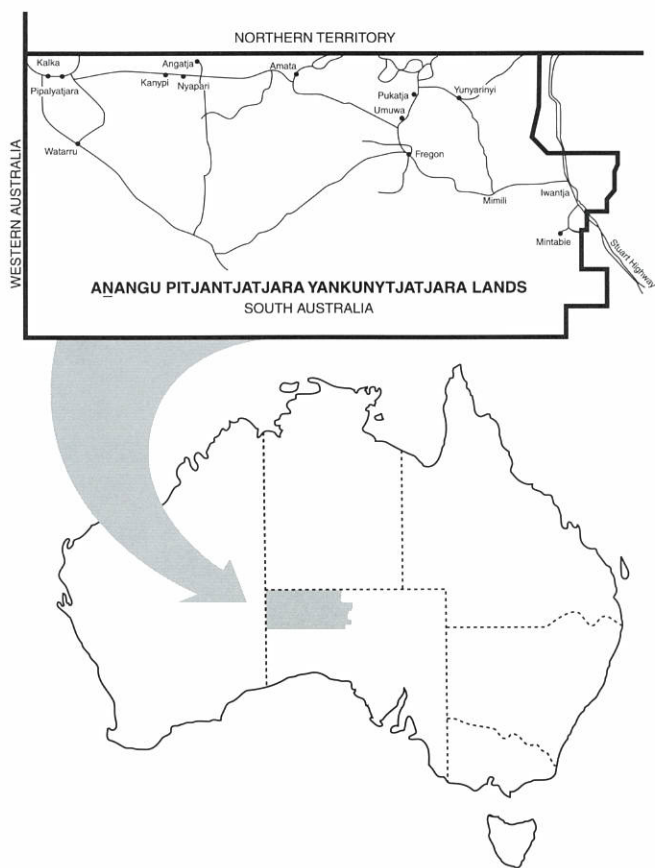 NORTHERN TERRITORY
Kalka
Angatja
Amata
Pipalyatjara
Kanypi
Nyapari
Pukatja
Yunyarinyi
Umuwa
Watarru
Fregon
Mimili
Iwantja
Mintabie
Stuart Highway
WESTERN AUSTRALIA
AṈANGU PITJANTJATJARA YANKUNYTJATJARA LANDS
SOUTH AUSTRALIA